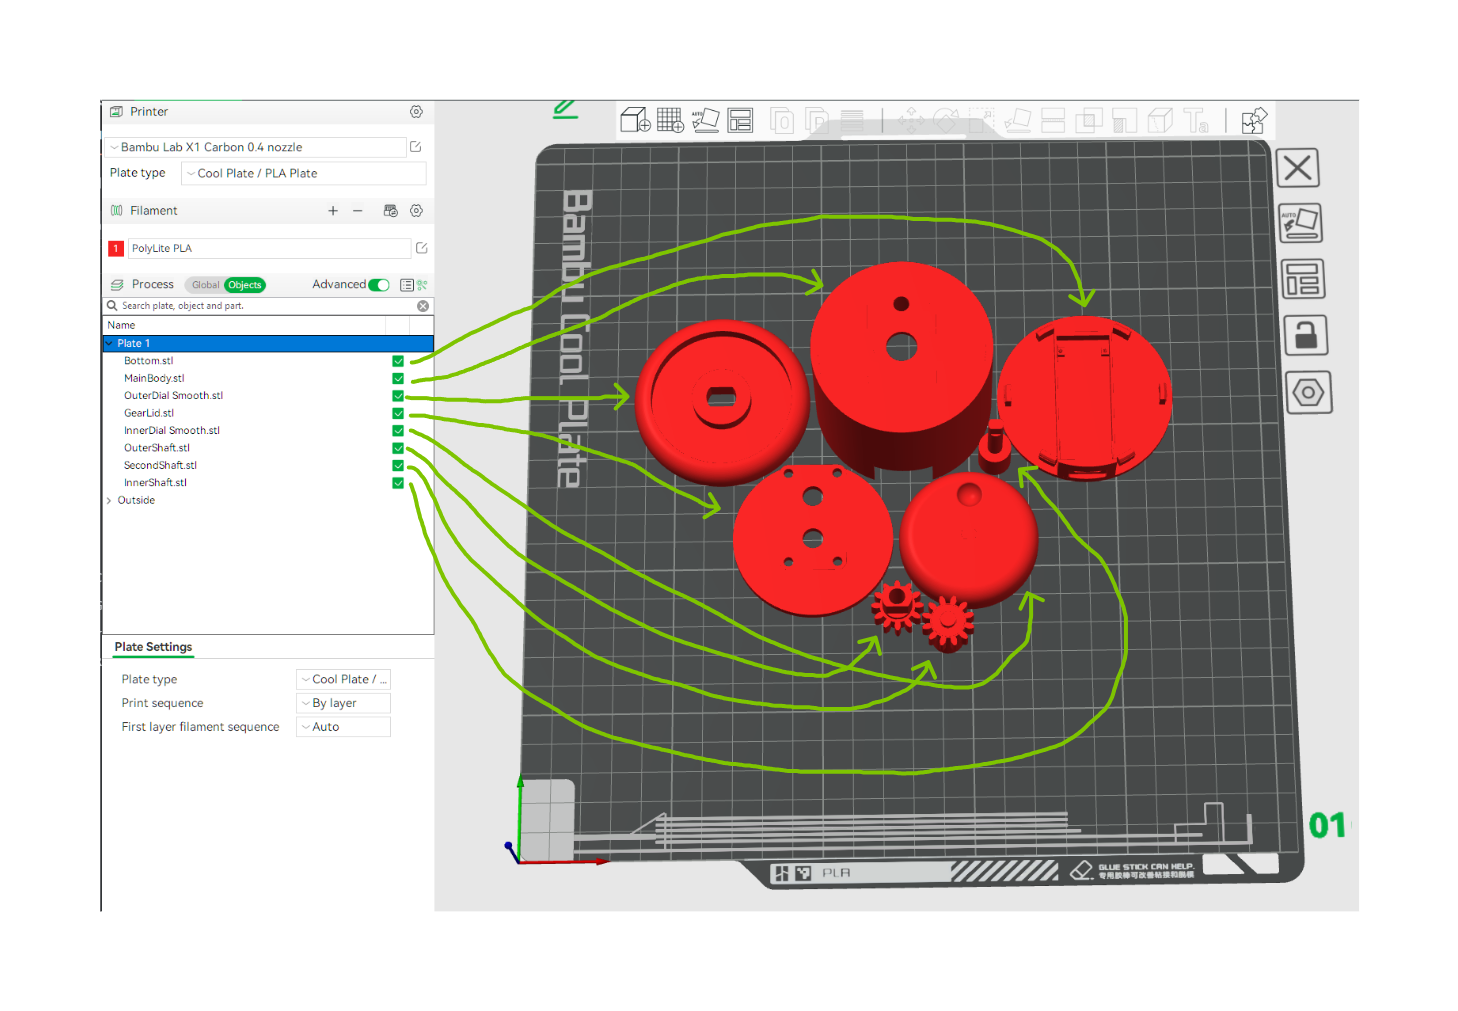 Printer
Bambu Lab X1 Carbon 0.4 nozzle
Plate type
Cool Plate / PLA Plate
Filament
1
PolyLite PLA
Process
Global
Objects
Advanced
Search plate, object and part.
Name
Plate 1
Bottom.stl
MainBody.stl
OuterDial Smooth.stl
GearLid.stl
InnerDial Smooth.stl
OuterShaft.stl
SecondShaft.stl
InnerShaft.stl
Outside
Plate Settings
Plate type
Cool Plate / ...
Print sequence
By layer
First layer filament sequence
Auto
AUTO
Bambu Cool Plate
AUTO
01
PLA
GLUE STICK CAN HELP.